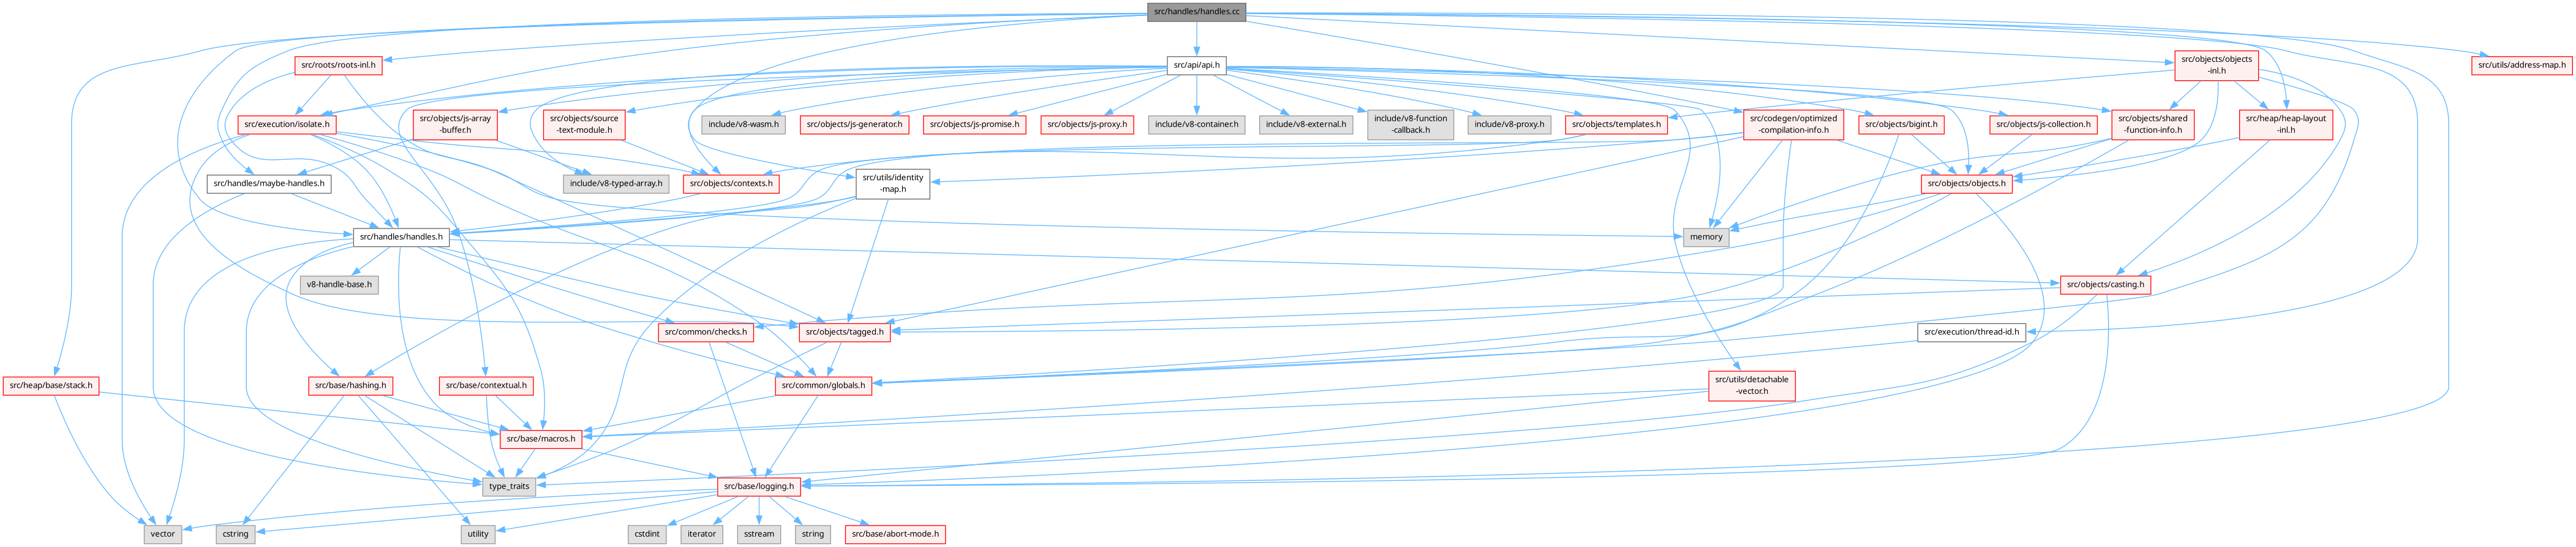 src/handles/handles.cc
src/roots/roots-inl.h
src/api/api.h
src/objects/objects
-inl.h
src/utils/address-map.h
src/execution/isolate.h
src/objects/js-array
-buffer.h
src/objects/source
-text-module.h
include/v8-wasm.h
src/objects/js-generator.h
src/objects/js-promise.h
src/objects/js-proxy.h
include/v8-container.h
include/v8-external.h
include/v8-function
-callback.h
include/v8-proxy.h
src/objects/templates.h
src/codegen/optimized
-compilation-info.h
src/objects/bigint.h
src/objects/js-collection.h
src/objects/shared
-function-info.h
src/heap/heap-layout
-inl.h
src/handles/maybe-handles.h
include/v8-typed-array.h
src/objects/contexts.h
src/utils/identity
-map.h
src/objects/objects.h
src/handles/handles.h
memory
v8-handle-base.h
src/objects/casting.h
src/common/checks.h
src/objects/tagged.h
src/execution/thread-id.h
src/heap/base/stack.h
src/base/hashing.h
src/base/contextual.h
src/common/globals.h
src/utils/detachable
-vector.h
src/base/macros.h
type_traits
src/base/logging.h
vector
cstring
utility
cstdint
iterator
sstream
string
src/base/abort-mode.h